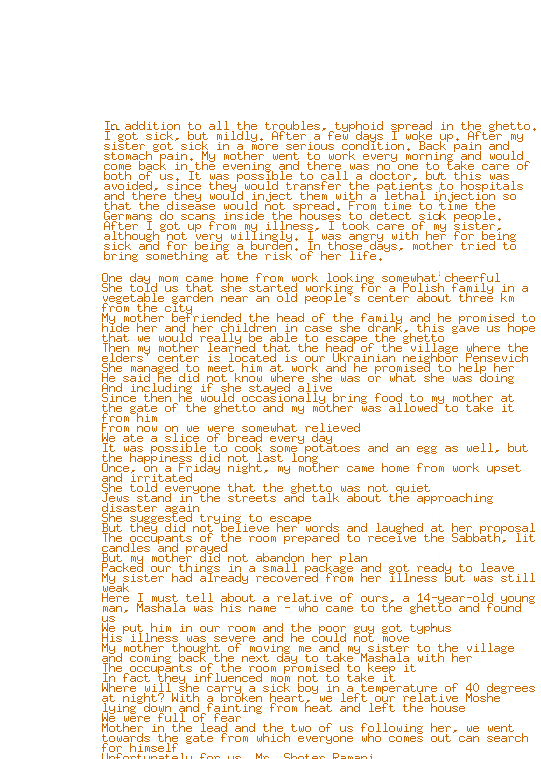 In addition to all the troubles, typhoid spread in the ghetto.
I got sick, but mildly. After a few days I woke up. After my
sister got sick in a more serious condition. Back pain and
stomach pain. My mother went to work every morning and would
come back in the evening and there was no one to take care of
both of us. It was possible to call a doctor, but this was
avoided, since they would transfer the patients to hospitals
and there they would inject them with a lethal injection so
that the disease would not spread. From time to time the
Germans do scans inside the houses to detect sick people.
After I got up from my illness, I took care of my sister,
although not very willingly. I was angry with her for being
sick and for being a burden. In those days, mother tried to
bring something at the risk of her life.
One day mom came home from work looking somewhat cheerful
She told us that she started working for a Polish family in a
vegetable garden near an old people's center about three km
from the city
My mother befriended the head of the family and he promised to
hide her and her children in case she drank, this gave us hope
that we would really be able to escape the ghetto
Then my mother learned that the head of the village where the
elders' center is located is our Ukrainian neighbor Pensevich
She managed to meet him at work and he promised to help her
He said he did not know where she was or what she was doing
And including if she stayed alive
Since then he would occasionally bring food to my mother at
the gate of the ghetto and my mother was allowed to take it
from him
From now on we were somewhat relieved
We ate a slice of bread every day
It was possible to cook some potatoes and an egg as well, but
the happiness did not last long
Once, on a Friday night, my mother came home from work upset
and irritated
She told everyone that the ghetto was not quiet
Jews stand in the streets and talk about the approaching
disaster again
She suggested trying to escape
But they did not believe her words and laughed at her proposal
The occupants of the room prepared to receive the Sabbath, lit
candles and prayed
But my mother did not abandon her plan
Packed our things in a small package and got ready to leave
My sister had already recovered from her illness but was still
weak
Here I must tell about a relative of ours, a 14-year-old young
man, Mashala was his name - who came to the ghetto and found
us
We put him in our room and the poor guy got typhus
His illness was severe and he could not move
My mother thought of moving me and my sister to the village
and coming back the next day to take Mashala with her
The occupants of the room promised to keep it
In fact they influenced mom not to take it
Where will she carry a sick boy in a temperature of 40 degrees
at night? With a broken heart, we left our relative Moshe
lying down and fainting from heat and left the house
We were full of fear
Mother in the lead and the two of us following her, we went
towards the gate from which everyone who comes out can search
for himself
Unfortunately for us, Mr. Shoter Ramani